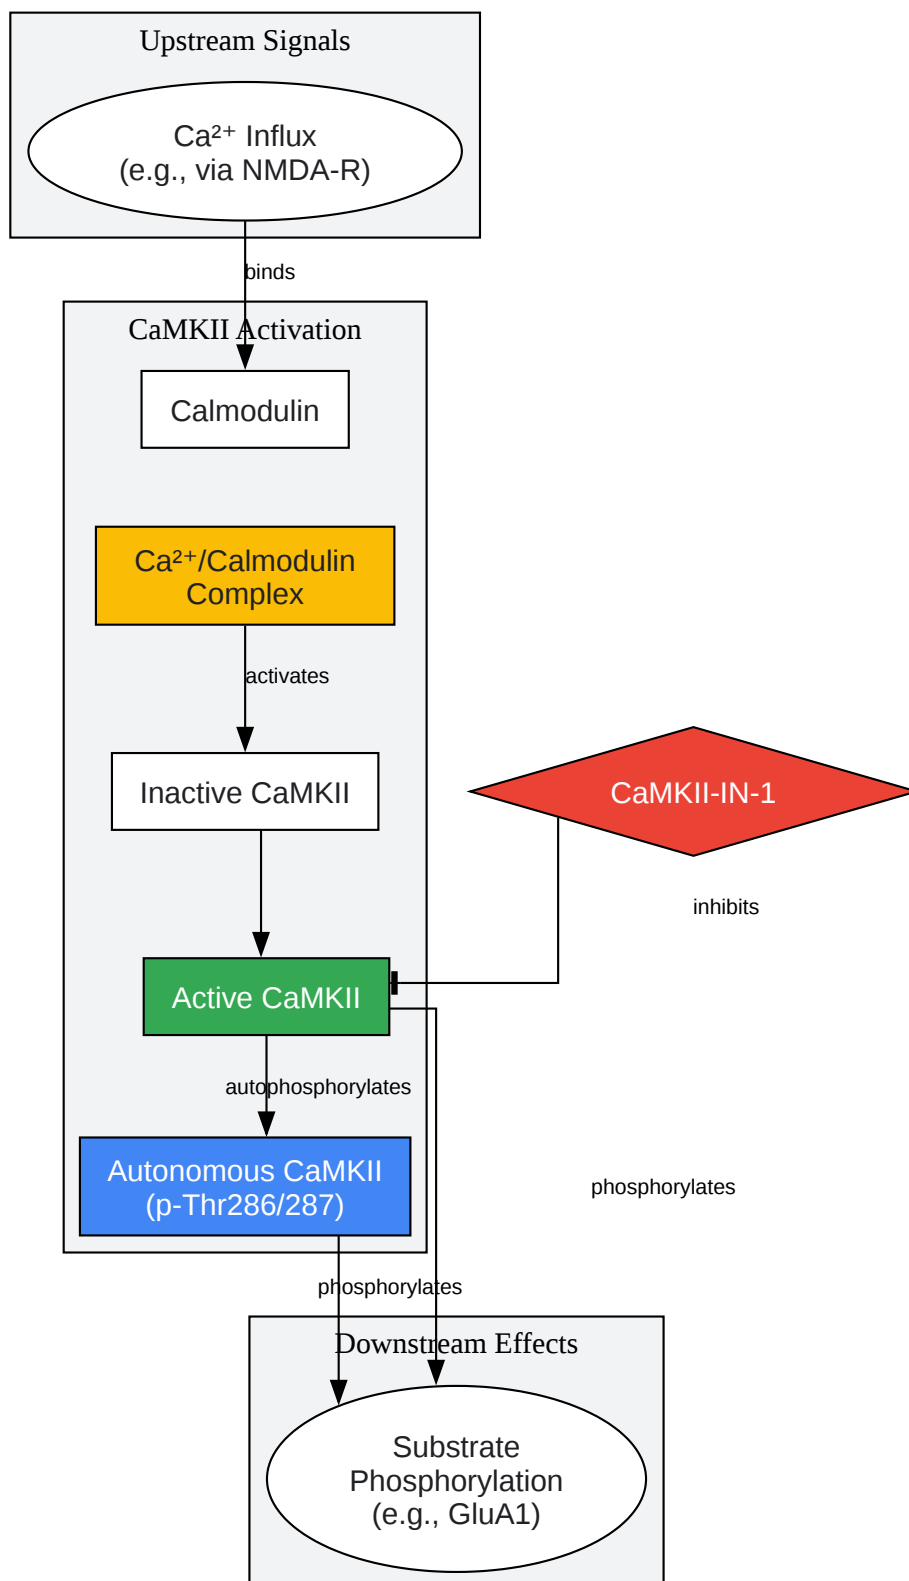 Upstream Signals
Ca²⁺ Influx
(e.g., via NMDA-R)
binds
CaMKII Activation
Calmodulin
Ca²⁺/Calmodulin
Complex
activates
Inactive CaMKII
CaMKII-IN-1
inhibits
Active CaMKII
autophosphorylates
Autonomous CaMKII
(p-Thr286/287)
phosphorylates
phosphorylates
Downstream Effects
Substrate
Phosphorylation
(e.g., GluA1)